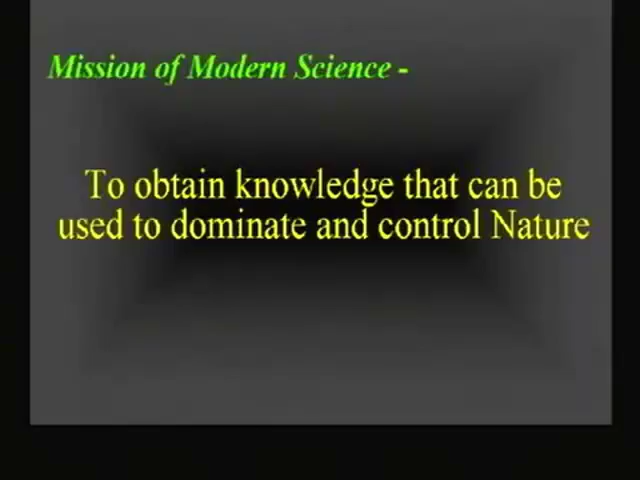 Mission of Modern Science -
To obtain knowledge that can be
used to dominate and control Nature